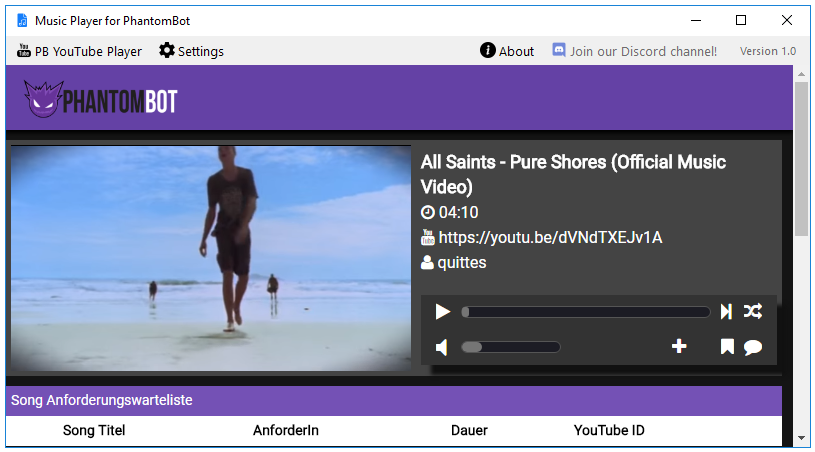 Music Player for PhantomBot
PB YouTube Player Settings About Join our Discord channel! Version 1.0
PHANTOMBOT
All Saints - Pure Shores (Official Music
Video)
04:10
https://youtu.be/dVNdTXEJv1A
quittes
Song Anforderungswarteliste
Song Titel AnforderIn Dauer YouTube ID